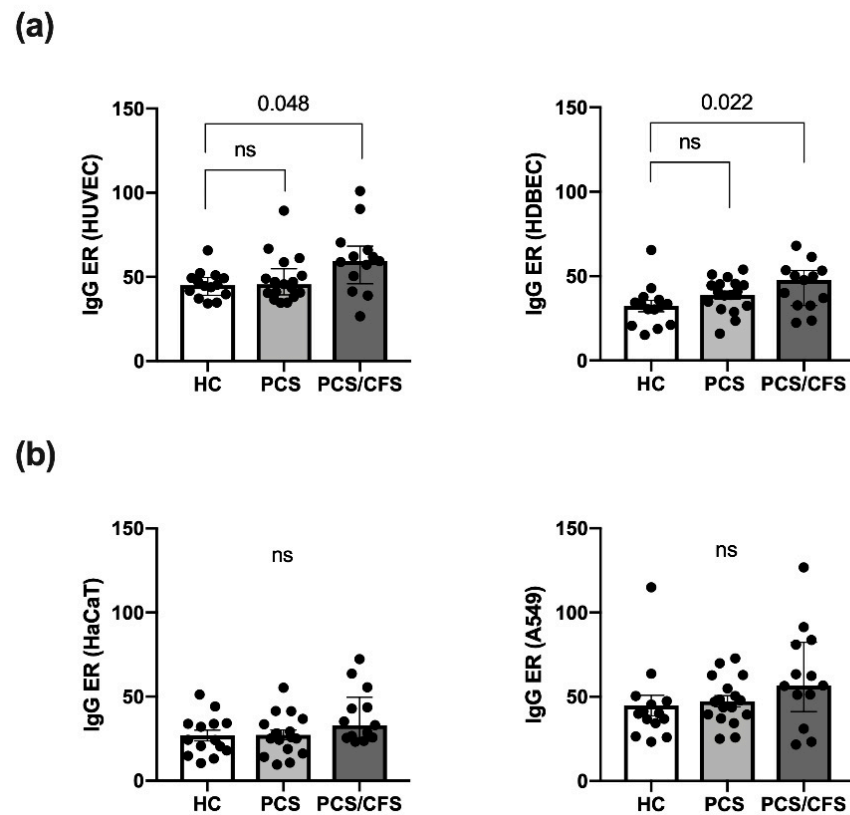 (a)
IgG ER (HUVEC)
150
100
50
0
0.048
ns
HC PCS PCS/CFS
IgG ER (HDBEC)
150
100
50
0
0.022
ns
HC PCS PCS/CFS
(b)
IgG ER (HaCaT)
150
100
50
0
ns
HC PCS PCS/CFS
IgG ER (A549)
150
100
50
0
ns
HC PCS PCS/CFS